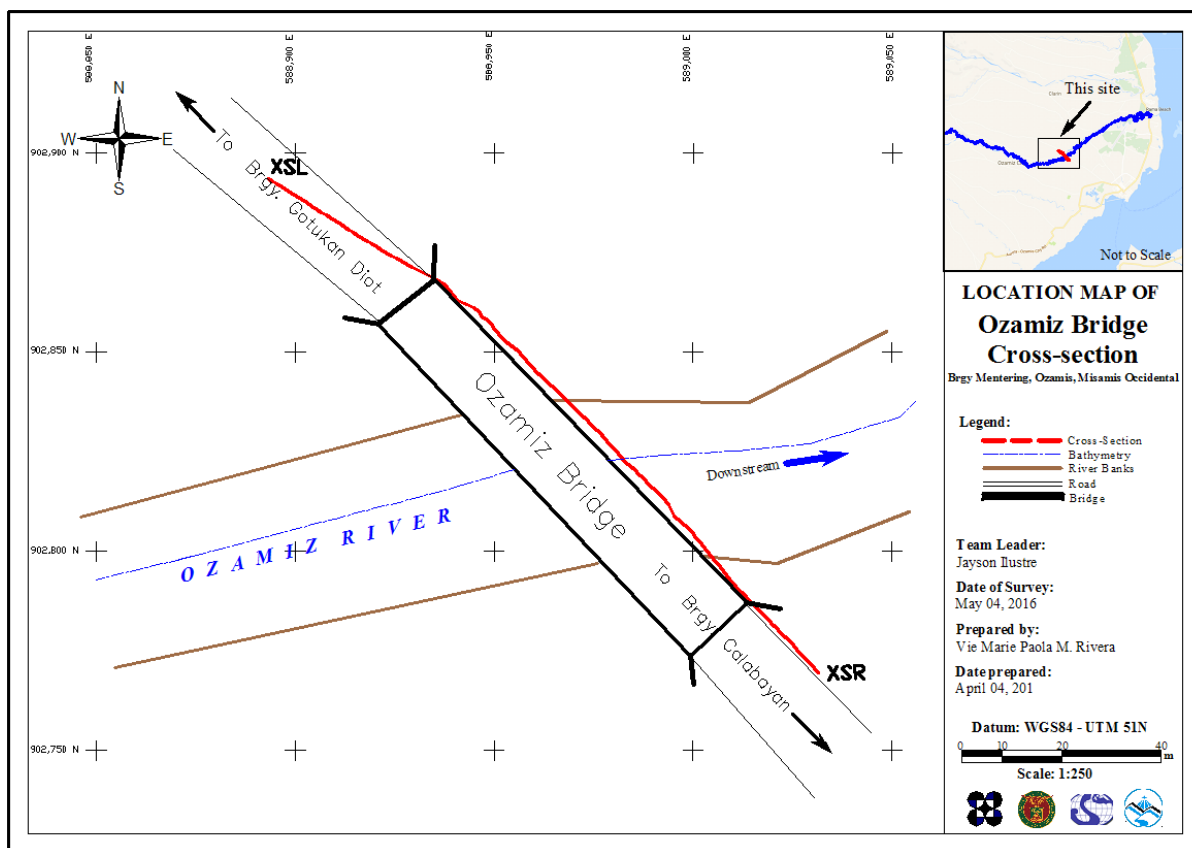 588,850 E
588,900 E
588,950 E
589,000 E
589,050 E
N
W E
S
902,900 N
902,850 N
902,800 N
902,750 N
XSL
To Brgy. Gotukan Diot
Ozamiz Bridge
To Brgy Calabayan
XSR
Downstream
OZAMIZ RIVER
This site
Not to Scale
LOCATION MAP OF
Ozamiz Bridge
Cross-section
Brgy Mentering, Ozamis, Misamis Occidental
Legend:
Cross-Section
Bathymetry
River Banks
Road
Bridge
Team Leader:
Jayson Ilustre
Date of Survey:
May 04, 2016
Prepared by:
Vie Marie Paola M. Rivera
Date prepared:
April 04, 201
Datum: WGS84 - UTM 51N
0 10 20 40
m
Scale: 1:250